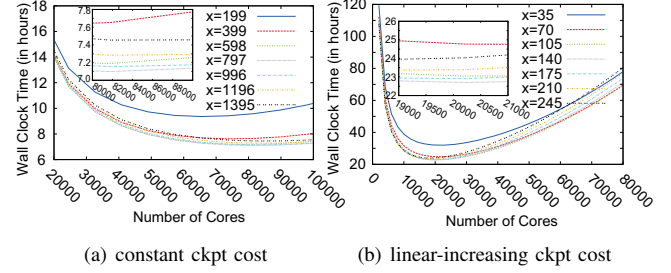 Wall Clock Time (in hours)
18
16
14
12
10
8
6
7.8
7.6
7.4
7.2
7.0
80000
82000
84000
86000
88000
x=199
x=399
x=598
x=797
x=996
x=1196
x=1395
20000
30000
40000
50000
60000
70000
80000
90000
100000
Number of Cores
(a) constant ckpt cost
Wall Clock Time (in hours)
120
100
80
60
40
20
26
25
24
23
22
19000
19500
20000
20500
21000
x=35
x=70
x=105
x=140
x=175
x=210
x=245
0
10000
20000
30000
40000
50000
60000
70000
80000
Number of Cores
(b) linear-increasing ckpt cost